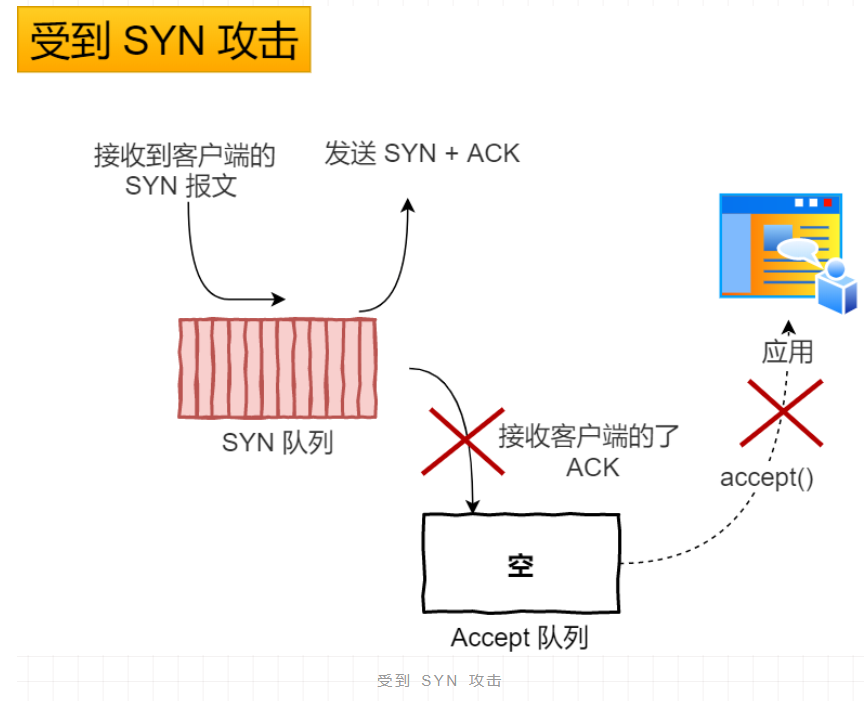 受到 SYN 攻击
接收到客户端的
SYN 报文
发送 SYN + ACK
应用
SYN 队列
接收客户端的了
ACK
accept()
空
Accept 队列
受到 SYN 攻击